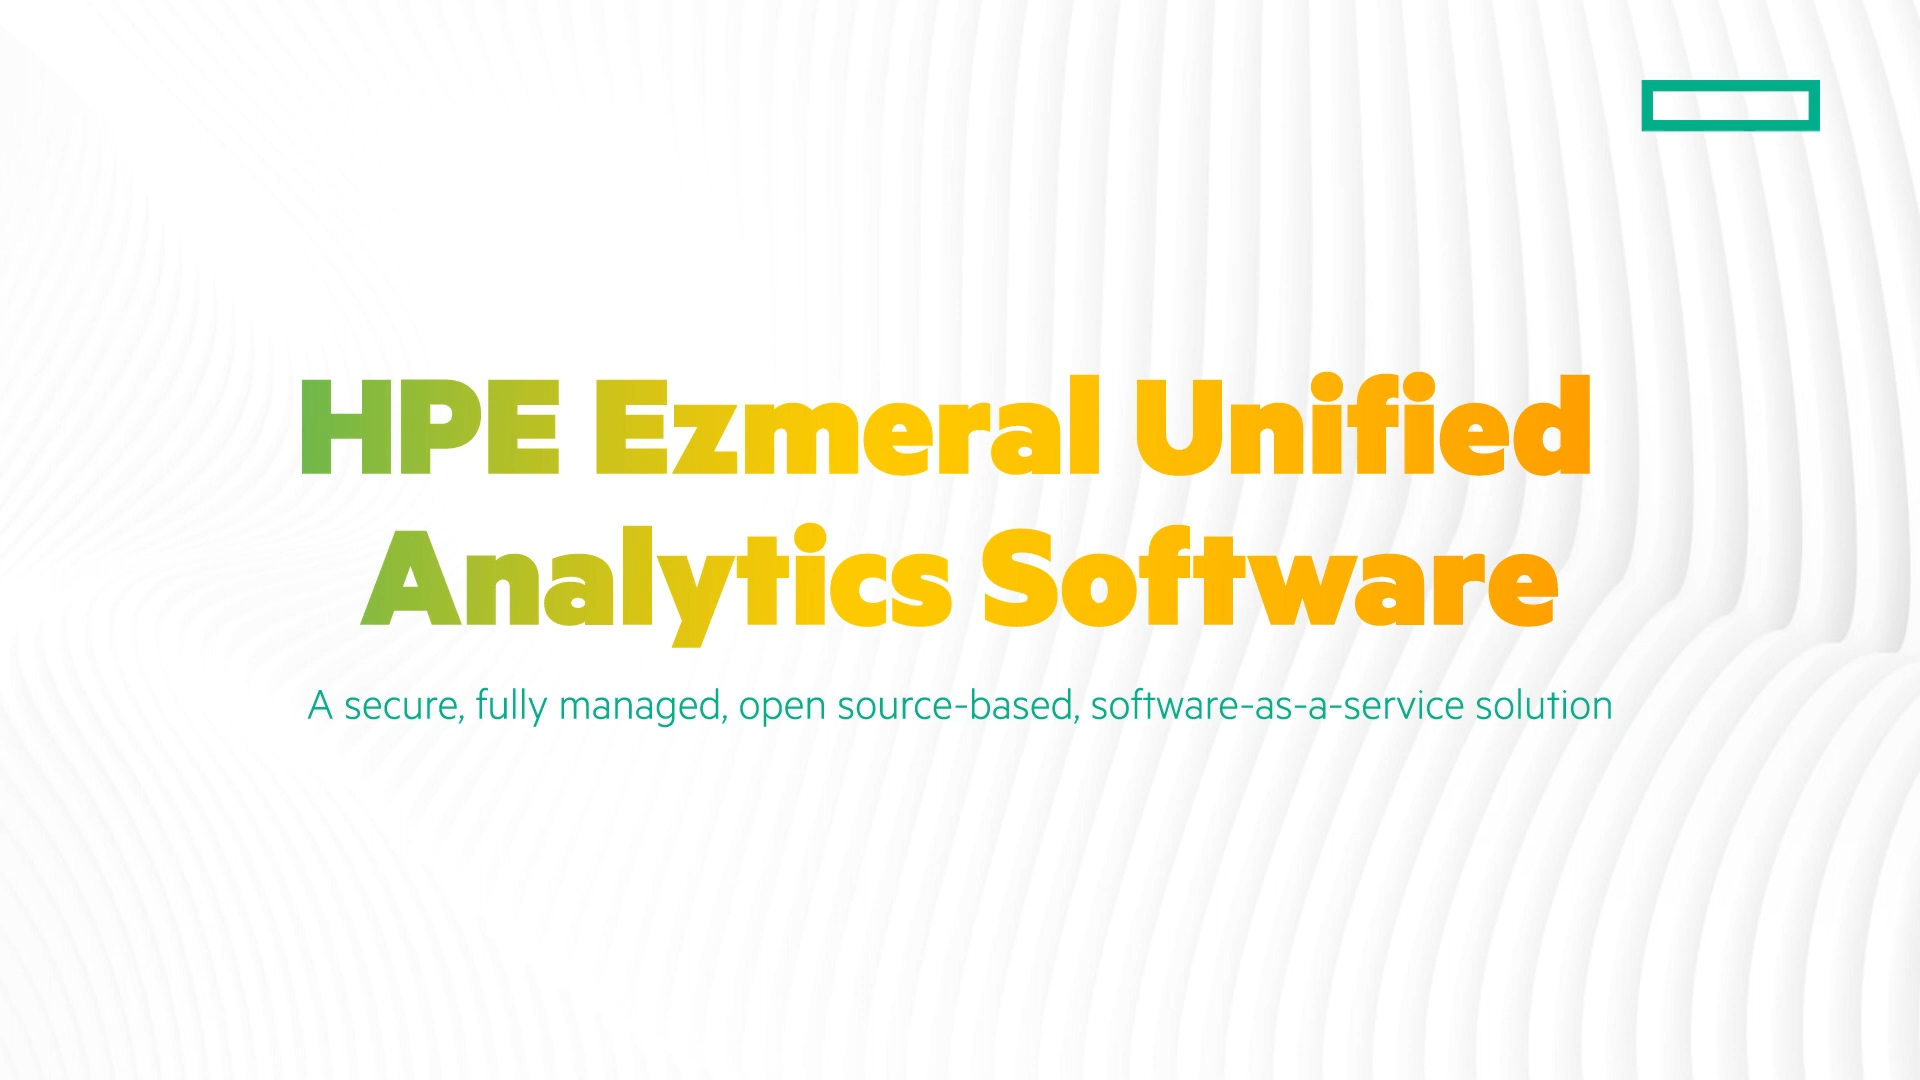 HPE Ezmeral Unified
Analytics Software
A secure, fully managed, open source-based, software-as-a-service solution